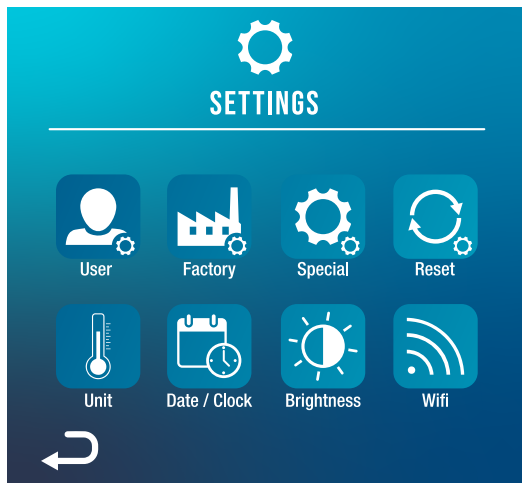 SETTINGS
User Factory Special Reset
Unit Date / Clock Brightness Wifi